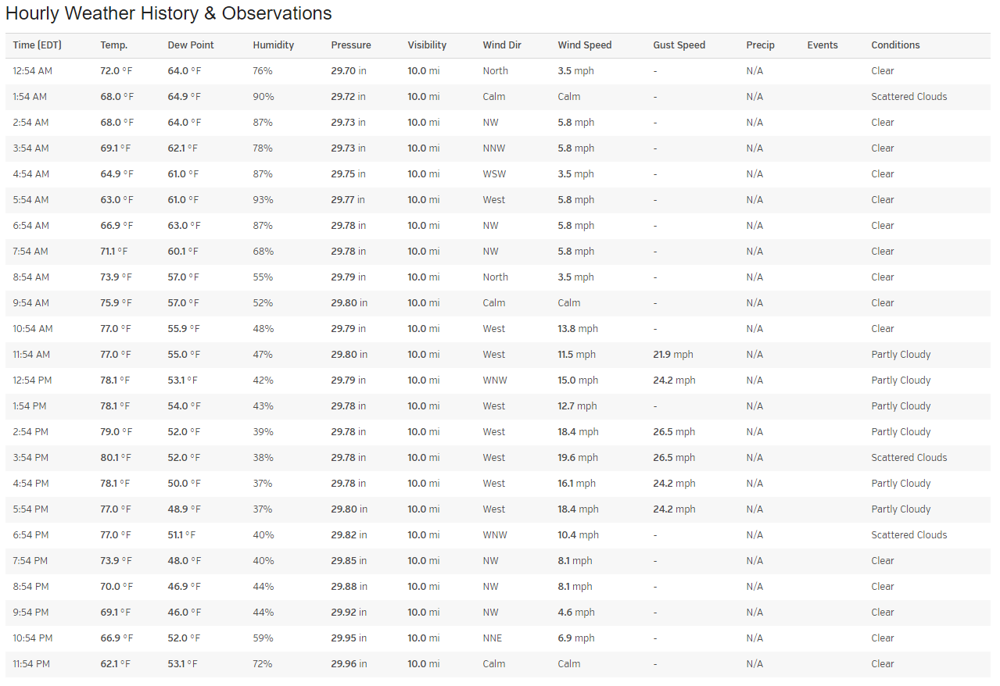 Hourly Weather History & Observations
Time (EDT) Temp. Dew Point Humidity Pressure Visibility Wind Dir Wind Speed Gust Speed Precip Events Conditions
12:54 AM 72.0 °F 64.0 °F 76% 29.70 in 10.0 mi North 3.5 mph - N/A Clear
1:54 AM 68.0 °F 64.9 °F 90% 29.72 in 10.0 mi Calm Calm - N/A Scattered Clouds
2:54 AM 68.0 °F 64.0 °F 87% 29.73 in 10.0 mi NW 5.8 mph - N/A Clear
3:54 AM 69.1 °F 62.1 °F 78% 29.73 in 10.0 mi NNW 5.8 mph - N/A Clear
4:54 AM 64.9 °F 61.0 °F 87% 29.75 in 10.0 mi WSW 3.5 mph - N/A Clear
5:54 AM 63.0 °F 61.0 °F 93% 29.77 in 10.0 mi West 5.8 mph - N/A Clear
6:54 AM 66.9 °F 63.0 °F 87% 29.78 in 10.0 mi NW 5.8 mph - N/A Clear
7:54 AM 71.1 °F 60.1 °F 68% 29.78 in 10.0 mi NW 5.8 mph - N/A Clear
8:54 AM 73.9 °F 57.0 °F 55% 29.79 in 10.0 mi North 3.5 mph - N/A Clear
9:54 AM 75.9 °F 57.0 °F 52% 29.80 in 10.0 mi Calm Calm - N/A Clear
10:54 AM 77.0 °F 55.9 °F 48% 29.79 in 10.0 mi West 13.8 mph - N/A Clear
11:54 AM 77.0 °F 55.0 °F 47% 29.80 in 10.0 mi West 11.5 mph 21.9 mph N/A Partly Cloudy
12:54 PM 78.1 °F 53.1 °F 42% 29.79 in 10.0 mi WNW 15.0 mph 24.2 mph N/A Partly Cloudy
1:54 PM 78.1 °F 54.0 °F 43% 29.78 in 10.0 mi West 12.7 mph - N/A Partly Cloudy
2:54 PM 79.0 °F 52.0 °F 39% 29.78 in 10.0 mi West 18.4 mph 26.5 mph N/A Partly Cloudy
3:54 PM 80.1 °F 52.0 °F 38% 29.78 in 10.0 mi West 19.6 mph 26.5 mph N/A Scattered Clouds
4:54 PM 78.1 °F 50.0 °F 37% 29.78 in 10.0 mi West 16.1 mph 24.2 mph N/A Partly Cloudy
5:54 PM 77.0 °F 48.9 °F 37% 29.80 in 10.0 mi West 18.4 mph 24.2 mph N/A Partly Cloudy
6:54 PM 77.0 °F 51.1 °F 40% 29.82 in 10.0 mi WNW 10.4 mph - N/A Scattered Clouds
7:54 PM 73.9 °F 48.0 °F 40% 29.85 in 10.0 mi NW 8.1 mph - N/A Clear
8:54 PM 70.0 °F 46.9 °F 44% 29.88 in 10.0 mi NW 8.1 mph - N/A Clear
9:54 PM 69.1 °F 46.0 °F 44% 29.92 in 10.0 mi NW 4.6 mph - N/A Clear
10:54 PM 66.9 °F 52.0 °F 59% 29.95 in 10.0 mi NNE 6.9 mph - N/A Clear
11:54 PM 62.1 °F 53.1 °F 72% 29.96 in 10.0 mi Calm Calm - N/A Clear